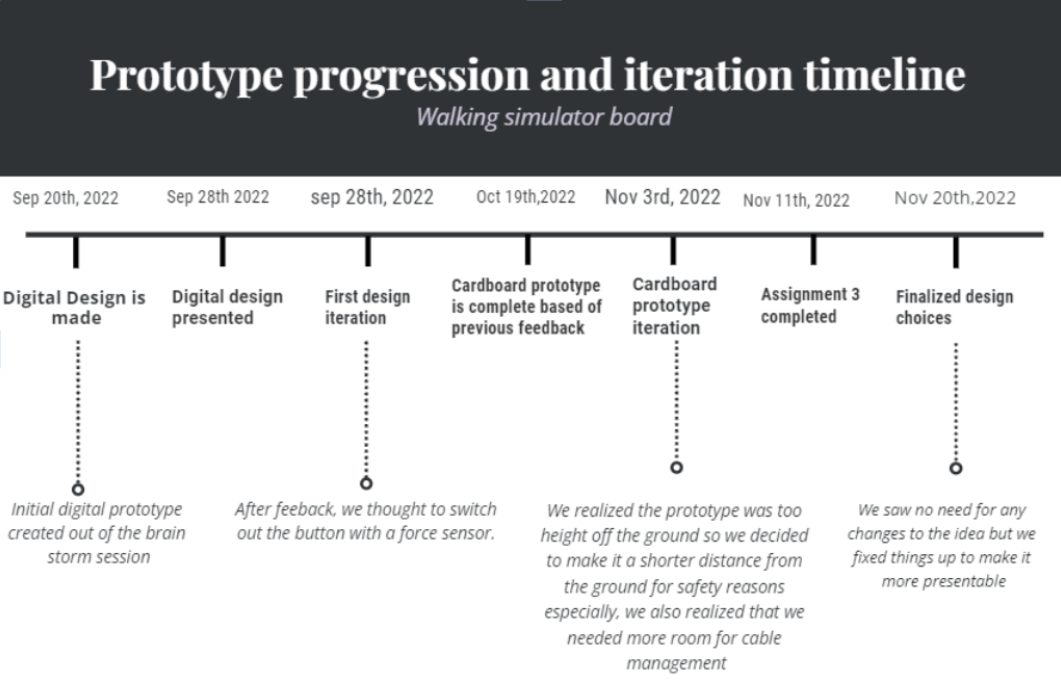 Prototype progression and iteration timeline
Walking simulator board
Sep 20th, 2022
Sep 28th 2022
sep 28th, 2022
Oct 19th,2022
Nov 3rd, 2022
Nov 11th, 2022
Nov 20th,2022
Digital Design is
made
Digital design
presented
First design
iteration
Cardboard prototype
is complete based of
previous feedback
Cardboard
prototype
iteration
Assignment 3
completed
Finalized design
choices
Initial digital prototype
created out of the brain
storm session
After feeback, we thought to switch
out the button with a force sensor.
We realized the prototype was too
height off the ground so we decided
to make it a shorter distance from
the ground for safety reasons
especially, we also realized that we
needed more room for cable
management
We saw no need for any
changes to the idea but we
fixed things up to make it
more presentable